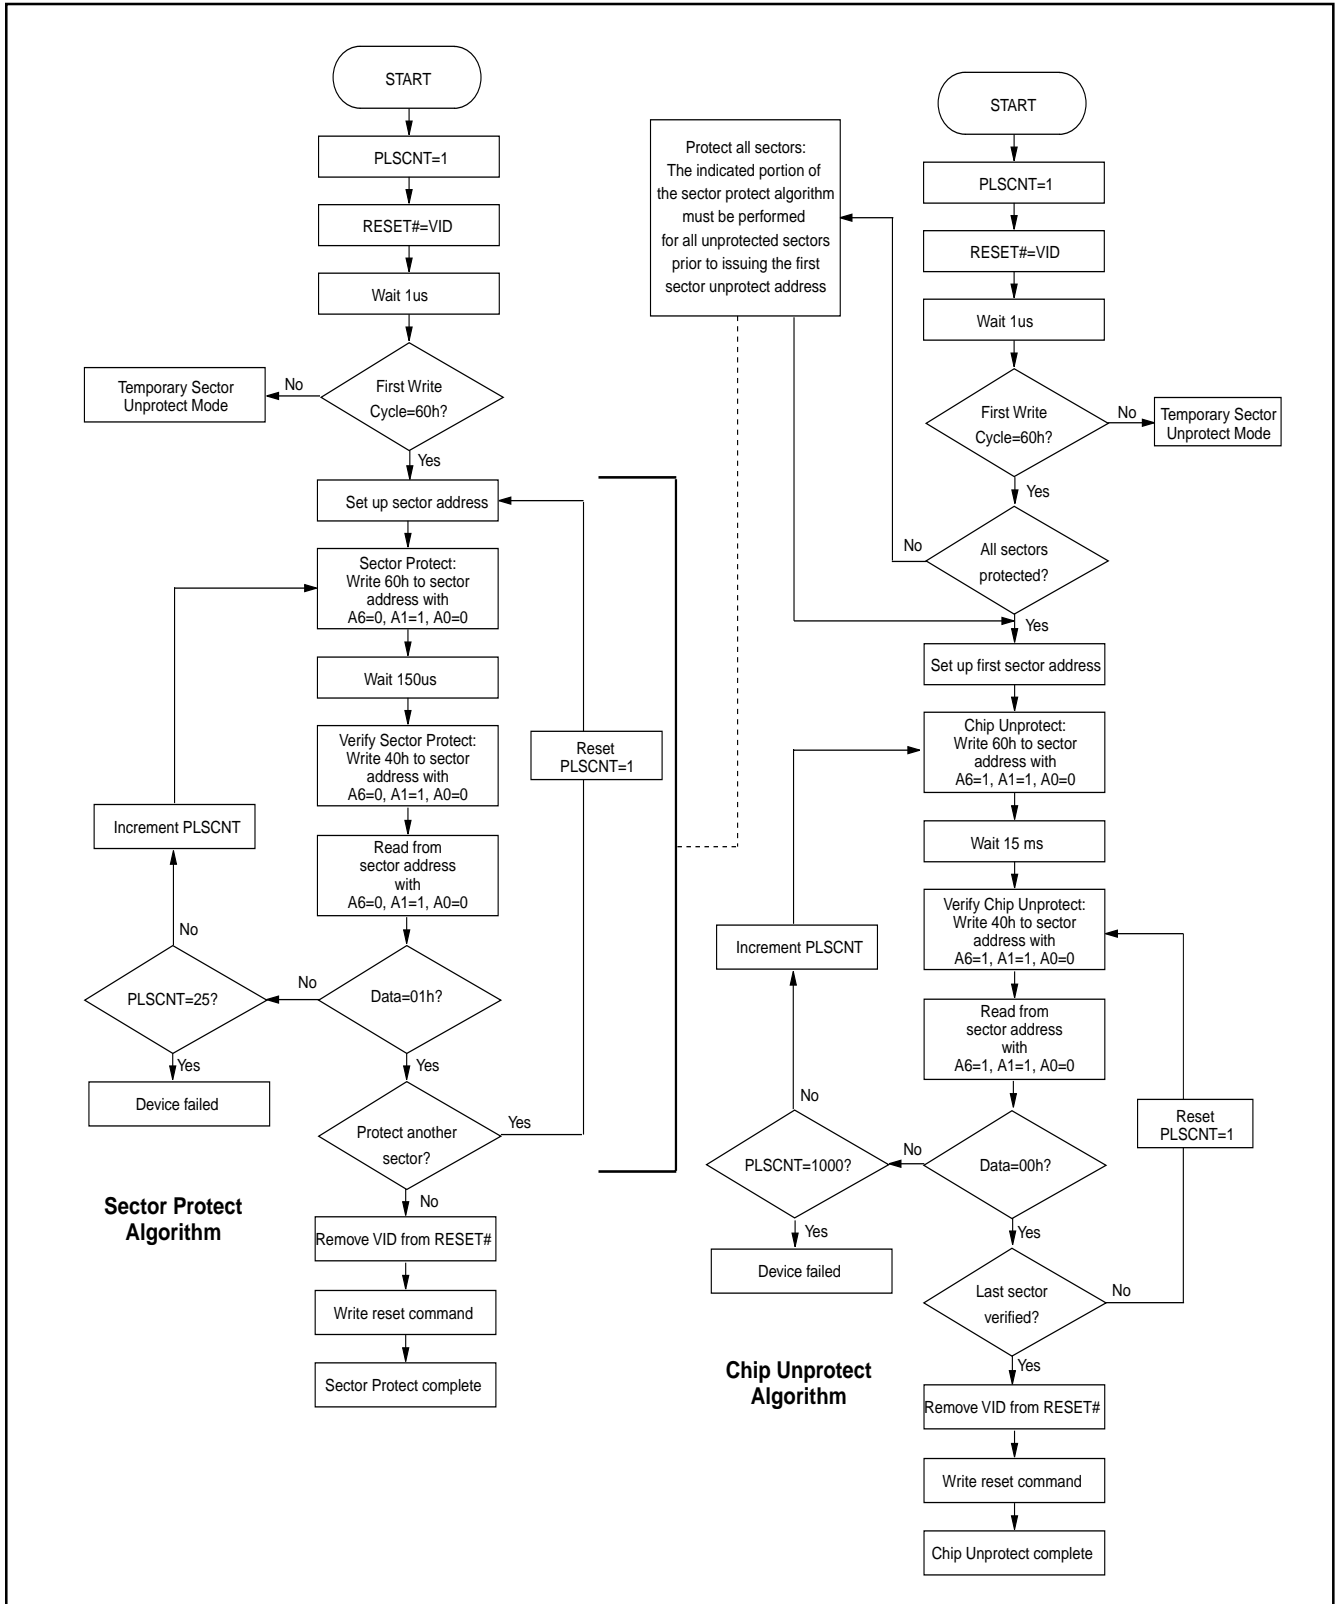 START
PLSCNT=1
RESET#=VID
Wait 1us
First Write
Cycle=60h?
No
Temporary Sector
Unprotect Mode
Yes
Set up sector address
Sector Protect:
Write 60h to sector
address with
A6=0, A1=1, A0=0
Wait 150us
Verify Sector Protect:
Write 40h to sector
address with
A6=0, A1=1, A0=0
Reset
PLSCNT=1
Increment PLSCNT
Read from
sector address
with
A6=0, A1=1, A0=0
No
PLSCNT=25?
No
Data=01h?
Yes
Yes
Device failed
Protect another
sector?
Yes
No
Sector Protect
Algorithm
Remove VID from RESET#
Write reset command
Sector Protect complete
Protect all sectors:
The indicated portion of
the sector protect algorithm
must be performed
for all unprotected sectors
prior to issuing the first
sector unprotect address
START
PLSCNT=1
RESET#=VID
Wait 1us
First Write
Cycle=60h?
No
Temporary Sector
Unprotect Mode
Yes
No
All sectors
protected?
Yes
Set up first sector address
Chip Unprotect:
Write 60h to sector
address with
A6=1, A1=1, A0=0
Wait 15 ms
Verify Chip Unprotect:
Write 40h to sector
address with
A6=1, A1=1, A0=0
Increment PLSCNT
Read from
sector address
with
A6=1, A1=1, A0=0
No
Reset
PLSCNT=1
PLSCNT=1000?
No
Data=00h?
Yes
Yes
Device failed
Last sector
verified?
No
Yes
Chip Unprotect
Algorithm
Remove VID from RESET#
Write reset command
Chip Unprotect complete